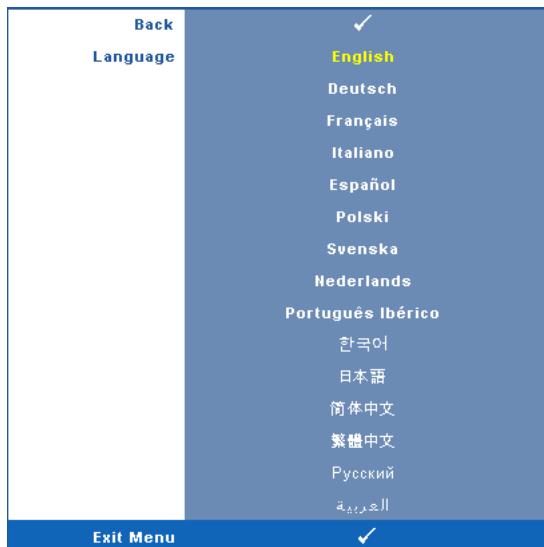 Back ✓
Language English
Deutsch
Français
Italiano
Español
Polski
Svenska
Nederlands
Português Ibérico
한국어
日本語
简体中文
繁體中文
Русский
العربية
Exit Menu ✓